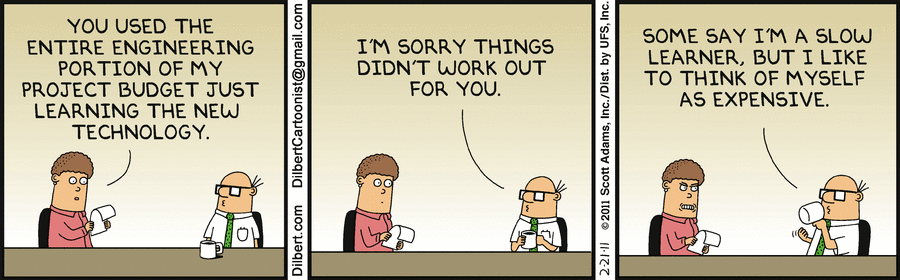 YOU USED THE
ENTIRE ENGINEERING
PORTION OF MY
PROJECT BUDGET JUST
LEARNING THE NEW
TECHNOLOGY.
Dilbert.com DilbertCartoonist@gmail.com
I'M SORRY THINGS
DIDN'T WORK OUT
FOR YOU.
2-21-11 ©2011 Scott Adams, Inc./Dist. by UFS, Inc.
SOME SAY I'M A SLOW
LEARNER, BUT I LIKE
TO THINK OF MYSELF
AS EXPENSIVE.